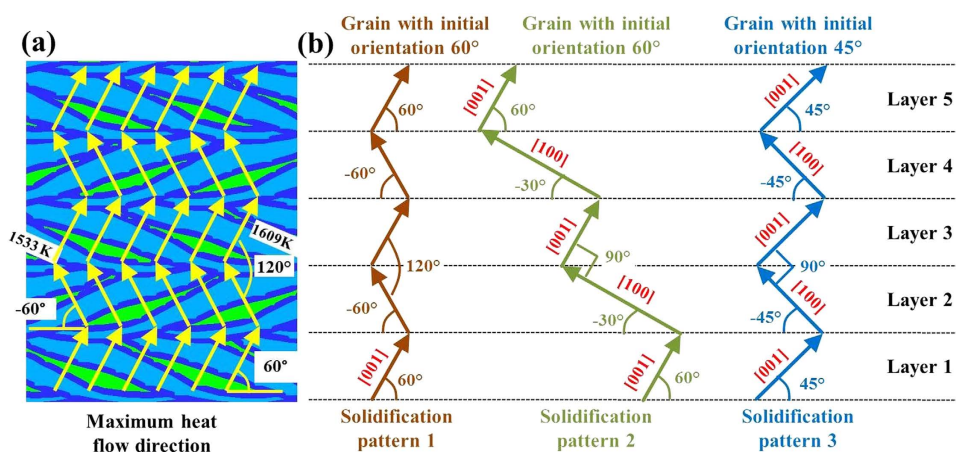 (a)
1533 K
1609K
120°
-60°
60°
Maximum heat
flow direction
(b)
Grain with initial
orientation 60°
Grain with initial
orientation 60°
Grain with initial
orientation 45°
60°
[001]
60°
[001]
45°
Layer 5
-60°
[100]
-30°
[100]
-45°
Layer 4
120°
[001]
90°
[001]
90°
Layer 3
-60°
[100]
-30°
[100]
-45°
Layer 2
[001]
60°
[001]
60°
[001]
45°
Layer 1
Solidification
pattern 1
Solidification
pattern 2
Solidification
pattern 3